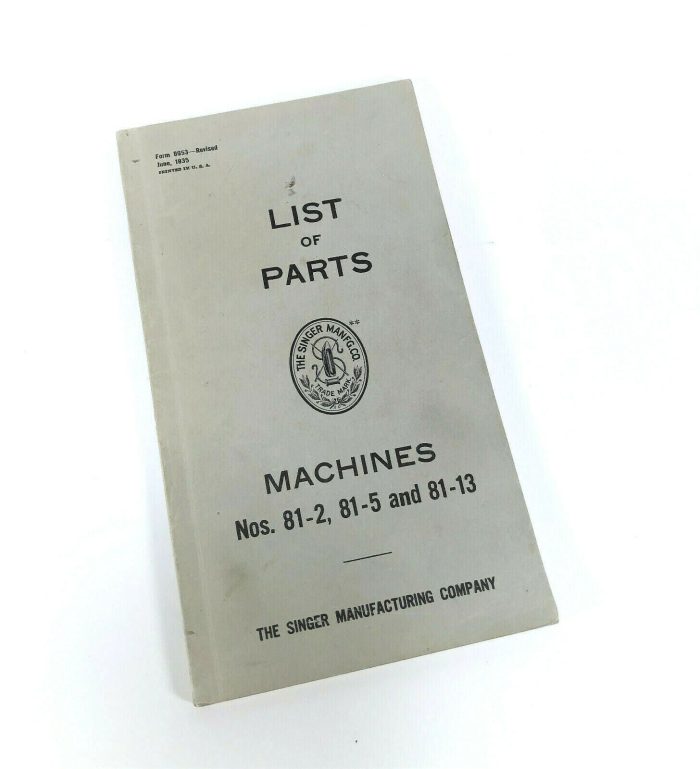 Form 8053—Revised
June, 1935
PRINTED IN U. S. A.
LIST
OF
PARTS
THE SINGER MANFG. CO.
**
TRADE MARK
MACHINES
Nos. 81-2, 81-5 and 81-13
THE SINGER MANUFACTURING COMPANY